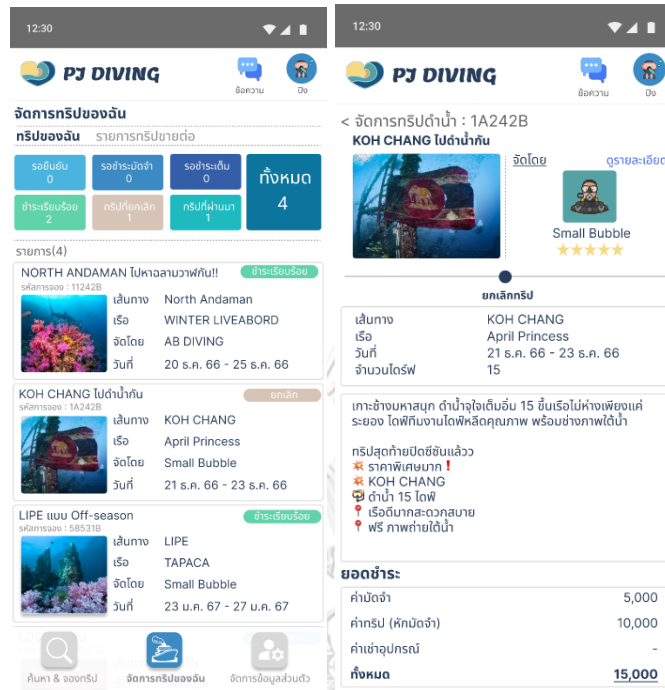 12:30
PJ DIVING
ข้อความ
ปิง
จัดการทริปของฉัน
ทริปของฉัน รายการทริปขายต่อ
รอยืนยัน
0
รอชำระมัดจำ
0
รอชำระเต็ม
0
ทั้งหมด
4
ชำระเรียบร้อย
2
ทริปที่ยกเลิก
1
ทริปที่ผ่านมา
1
รายการ(4)
NORTH ANDAMAN ไปหาฉลามวาฬกัน!! ชำระเรียบร้อย
รหัสการจอง : 11242B
เส้นทาง North Andaman
เรือ WINTER LIVEABORD
จัดโดย AB DIVING
วันที่ 20 ธ.ค. 66 - 25 ธ.ค. 66
KOH CHANG ไปดำน้ำกัน ยกเลิก
รหัสการจอง : 1A242B
เส้นทาง KOH CHANG
เรือ April Princess
จัดโดย Small Bubble
วันที่ 21 ธ.ค. 66 - 23 ธ.ค. 66
LIPE แบบ Off-season ชำระเรียบร้อย
รหัสการจอง : 58531B
เส้นทาง LIPE
เรือ TAPACA
จัดโดย Small Bubble
วันที่ 23 ม.ค. 67 - 27 ม.ค. 67
ค้นหา & จองทริป
จัดการทริปของฉัน
จัดการข้อมูลส่วนตัว
12:30
PJ DIVING
ข้อความ
ปิง
< จัดการทริปดำน้ำ : 1A242B
KOH CHANG ไปดำน้ำกัน
จัดโดย ดูรายละเอียด
Small Bubble
ยกเลิกทริป
เส้นทาง KOH CHANG
เรือ April Princess
วันที่ 21 ธ.ค. 66 - 23 ธ.ค. 66
จำนวนไดร์ฟ 15
เกาะช้างมหาสนุก ดำน้ำจุใจเต็มอิ่ม 15 ขึ้นเรือไม่ห่างเพียงแค่
ระยอง ไดฟ์ทีมงานไดฟ์หลีดคุณภาพ พร้อมช่างภาพใต้น้ำ
ทริปสุดท้ายปิดซีซันแล้วว
💥 ราคาพิเศษมาก❗
💥 KOH CHANG
🤿 ดำน้ำ 15 ไดฟ์
📍 เรือดีมากสะดวกสบาย
📍 ฟรี ภาพถ่ายใต้น้ำ
ยอดชำระ
ค่ามัดจำ 5,000
ค่าทริป (หักมัดจำ) 10,000
ค่าเช่าอุปกรณ์ -
ทั้งหมด 15,000